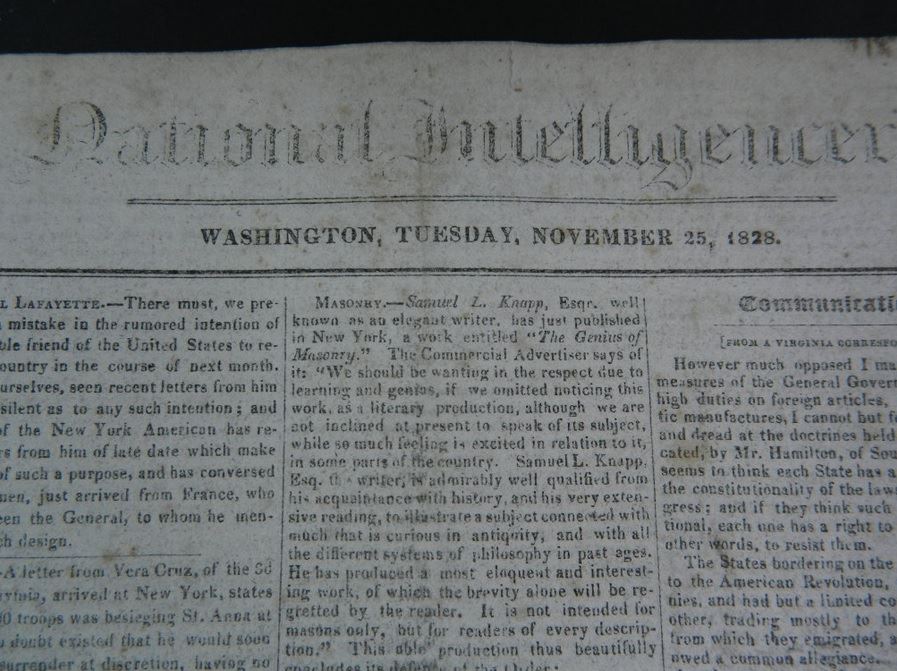 National Intelligencer
WASHINGTON, TUESDAY, NOVEMBER 25, 1828.
L LAFAYETTE.—There must, we pre-
mistake in the rumored intention of
ble friend of the United States to re-
ountry in the course of next month.
urselves, seen recent letters from him
silent as to any such intention; and
of the New York American has re-
rs from him of late date which make
of such a purpose, and has conversed
men, just arrived from France, who
een the General, to whom he men-
ch design.
A letter from Vera Cruz, of the 3d
arrived at New York, states
00 troops was besieging St. Anna at
doubt existed that he would soon
surrender at discretion, having no
MASONRY.—Samuel L. Knapp, Esqr. well
known as an elegant writer, has just published
in New York, a work entitled "The Genius of
Masonry." The Commercial Advertiser says of
it: "We should be wanting in the respect due to
learning and genius, if we omitted noticing this
work, as a literary production, although we are
not inclined at present to speak of its subject,
while so much feeling is excited in relation to it,
in some parts of the country. Samuel L. Knapp,
Esq. the writer, is admirably well qualified from
his acquaintance with history, and his very exten-
sive reading, to illustrate a subject connected with
much that is curious in antiquity, and with all
the different systems of philosophy in past ages.
He has produced a most eloquent and interest-
ing work, of which the brevity alone will be re-
gretted by the reader. It is not intended for
masons only, but for readers of every descrip-
tion." This able production thus beautifully
concludes its defence of the Order:
Communicati
[FROM A VIRGINIA CORRESPO
However much opposed I ma
measures of the General Govern
high duties on foreign articles,
tic manufactures, I cannot but fe
and dread at the doctrines held
cated, by Mr. Hamilton, of Sou
seems to think each State has a
the constitutionality of the law
gress; and if they think such
tional, each one has a right to
other words, to resist them.
The States bordering on the
to the American Revolution,
nies, and had but a limited co
other, trading mostly to th
from which they emigrated, a
owed a common allegiance.